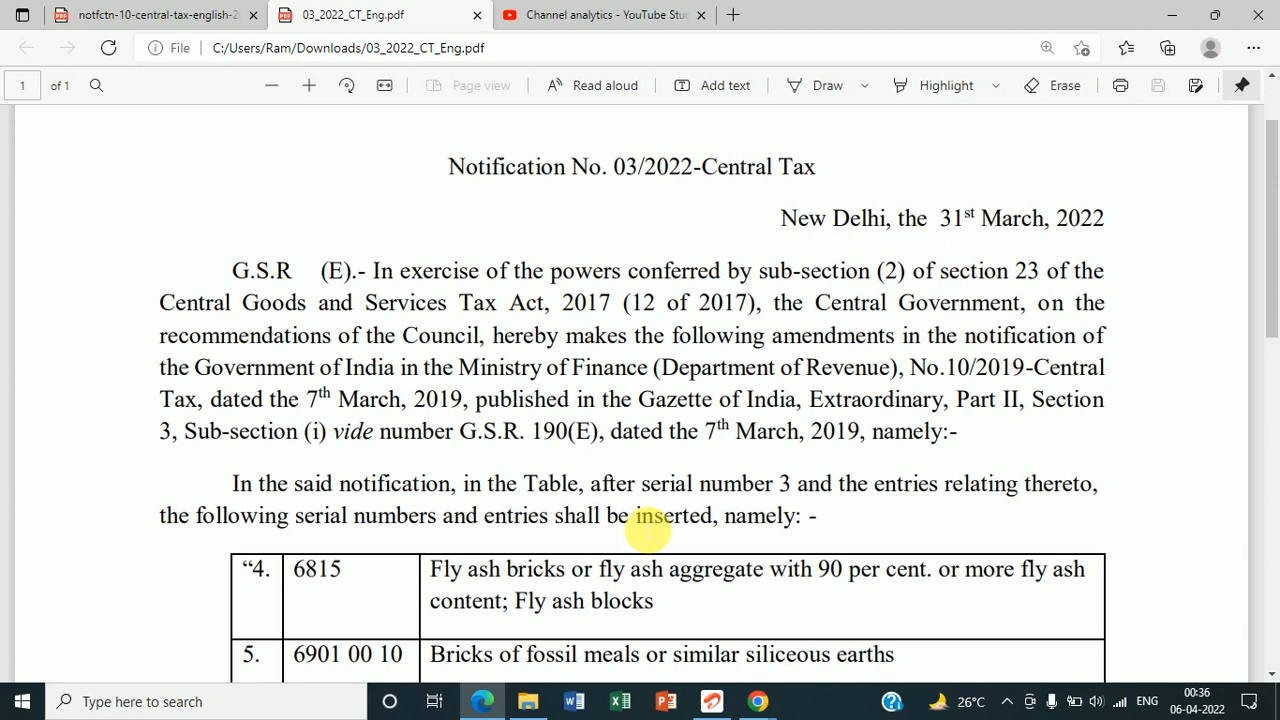 notfctn-10-central-tax-english-2
03_2022_CT_Eng.pdf
Channel analytics - YouTube Stud
File C:/Users/Ram/Downloads/03_2022_CT_Eng.pdf
1 of 1 Page view Read aloud Add text Draw Highlight Erase
Notification No. 03/2022-Central Tax
New Delhi, the 31st March, 2022
G.S.R (E).- In exercise of the powers conferred by sub-section (2) of section 23 of the
Central Goods and Services Tax Act, 2017 (12 of 2017), the Central Government, on the
recommendations of the Council, hereby makes the following amendments in the notification of
the Government of India in the Ministry of Finance (Department of Revenue), No.10/2019-Central
Tax, dated the 7th March, 2019, published in the Gazette of India, Extraordinary, Part II, Section
3, Sub-section (i) vide number G.S.R. 190(E), dated the 7th March, 2019, namely:-
In the said notification, in the Table, after serial number 3 and the entries relating thereto,
the following serial numbers and entries shall be inserted, namely: -
“4. 6815 Fly ash bricks or fly ash aggregate with 90 per cent. or more fly ash
content; Fly ash blocks
5. 6901 00 10 Bricks of fossil meals or similar siliceous earths
Type here to search
26°C ENG
00:36
06-04-2022